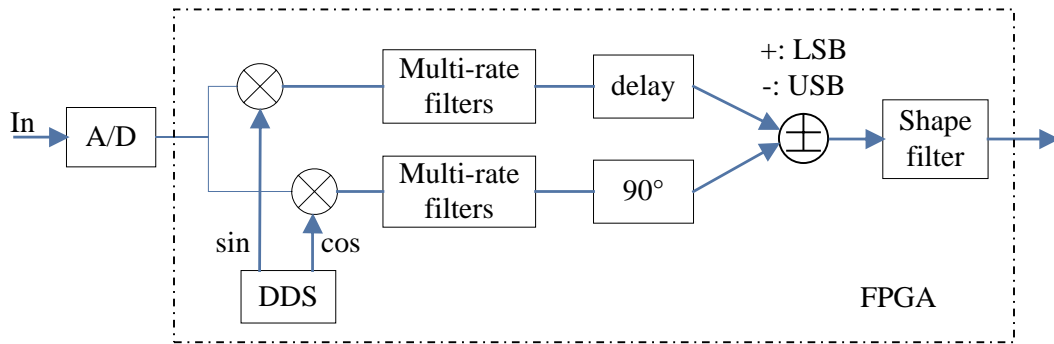 +: LSB
-: USB
Multi-rate
filters
delay
In
A/D
Shape
filter
Multi-rate
filters
90°
sin
cos
DDS
FPGA